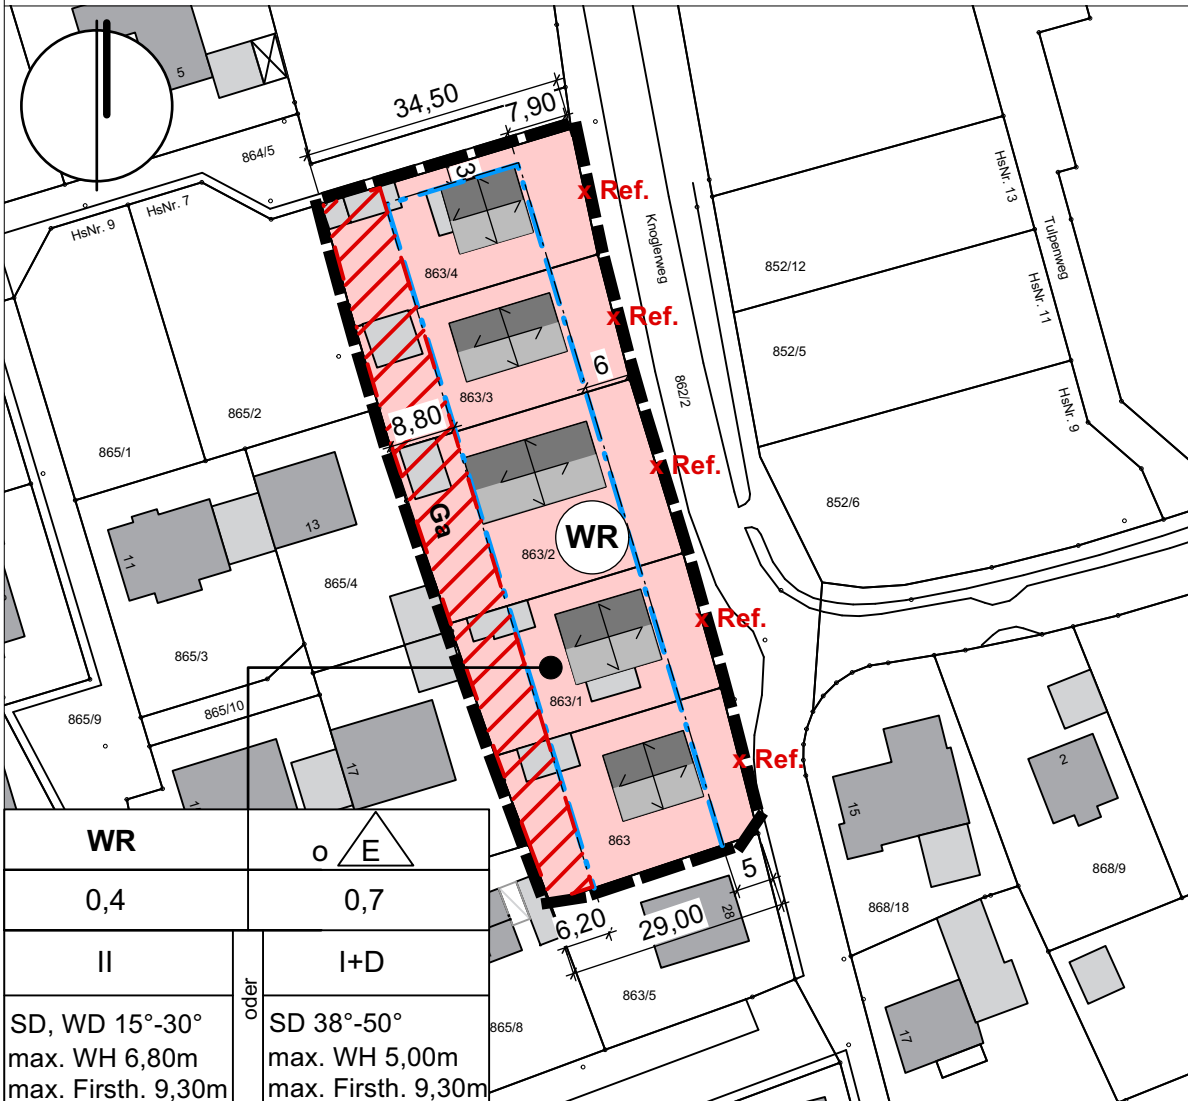 5
34,50
7,90
864/5
HsNr. 9
HsNr. 7
3
x Ref.
HsNr. 13
Knoglerweg
Tulpenweg
863/4
852/12
HsNr. 11
x Ref.
852/5
6
862/2
863/3
HsNr. 9
865/2
8,80
865/1
x Ref.
852/6
Ga
13
WR
11
863/2
865/4
x Ref.
865/3
863/1
865/10
865/9
x Ref.
17
2
15
863
WR
o E
5
868/9
0,4
0,7
868/18
6,20
29,00
28
II
I+D
oder
863/5
865/8
17
SD, WD 15°-30°
max. WH 6,80m
max. Firsth. 9,30m
SD 38°-50°
max. WH 5,00m
max. Firsth. 9,30m